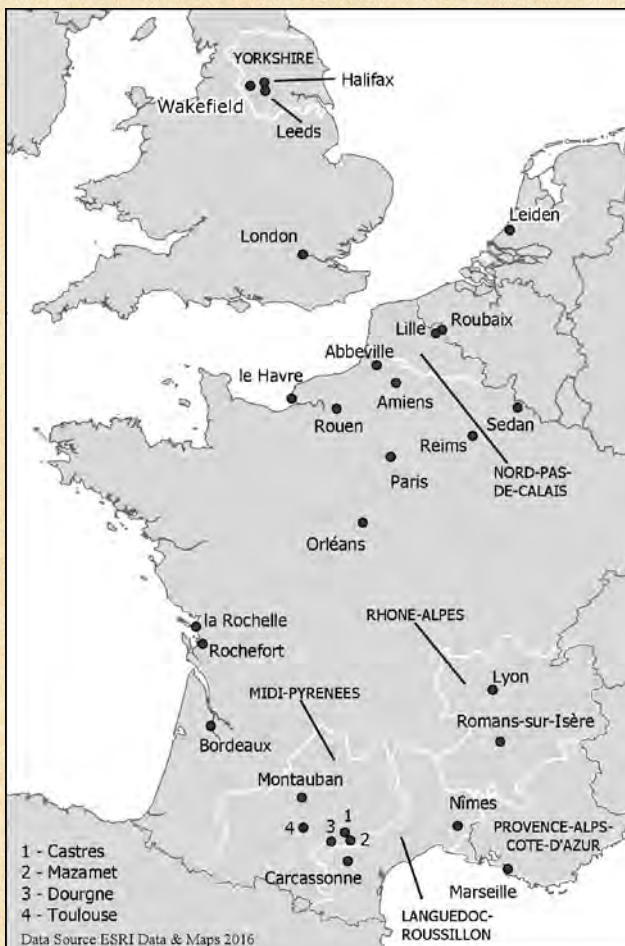 YORKSHIRE
Halifax
Wakefield
Leeds
Leiden
London
Roubaix
Lille
Abbeville
le Havre
Amiens
Sedan
Rouen
Reims
Paris
NORD-PAS-
DE-CALAIS
Orléans
la Rochelle
RHONE-ALPES
Rochefort
Lyon
MIDI-PYRENEES
Romans-sur-Isère
Bordeaux
Montauban
Nîmes
1
4
3
2
PROVENCE-ALPS-
COTE-D'AZUR
Carcassonne
Marseille
LANGUEDOC-
ROUSSILLON
1 - Castres
2 - Mazamet
3 - Dourgne
4 - Toulouse
Data Source:ESRI Data & Maps 2016